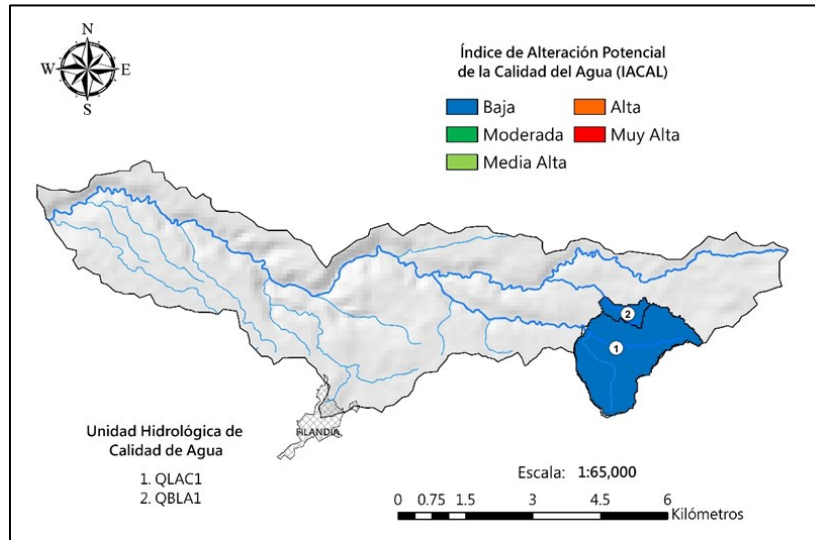 N
W E
S
Índice de Alteración Potencial
de la Calidad del Agua (IACAL)
Baja Alta
Moderada Muy Alta
Media Alta
2
1
FILANDIA
Unidad Hidrológica de
Calidad de Agua
1. QLAC1
2. QBLA1
Escala: 1:65,000
0 0.75 1.5 3 4.5 6
Kilómetros